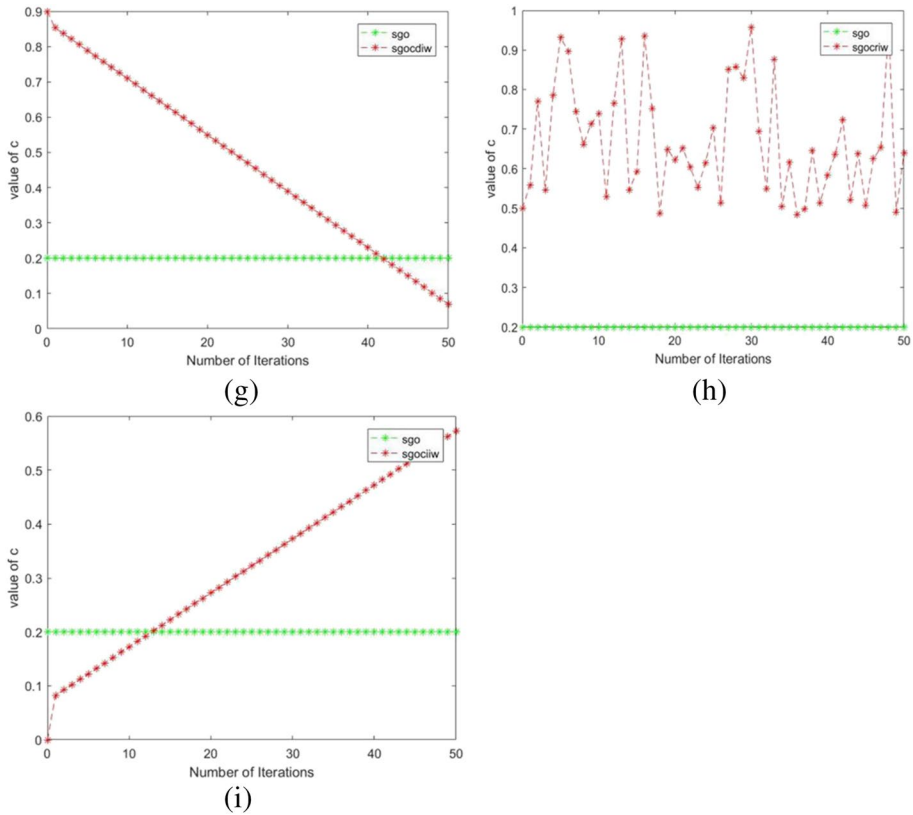 0.9
0.8
0.7
0.6
0.5
0.4
0.3
0.2
0.1
0
value of c
sgo
sgocdiw
0 10 20 30 40 50
Number of Iterations
(g)
1
0.9
0.8
0.7
0.6
0.5
0.4
0.3
0.2
value of c
sgo
sgocriw
0 10 20 30 40 50
Number of Iterations
(h)
0.6
0.5
0.4
0.3
0.2
0.1
0
value of c
sgo
sgociiw
0 10 20 30 40 50
Number of Iterations
(i)